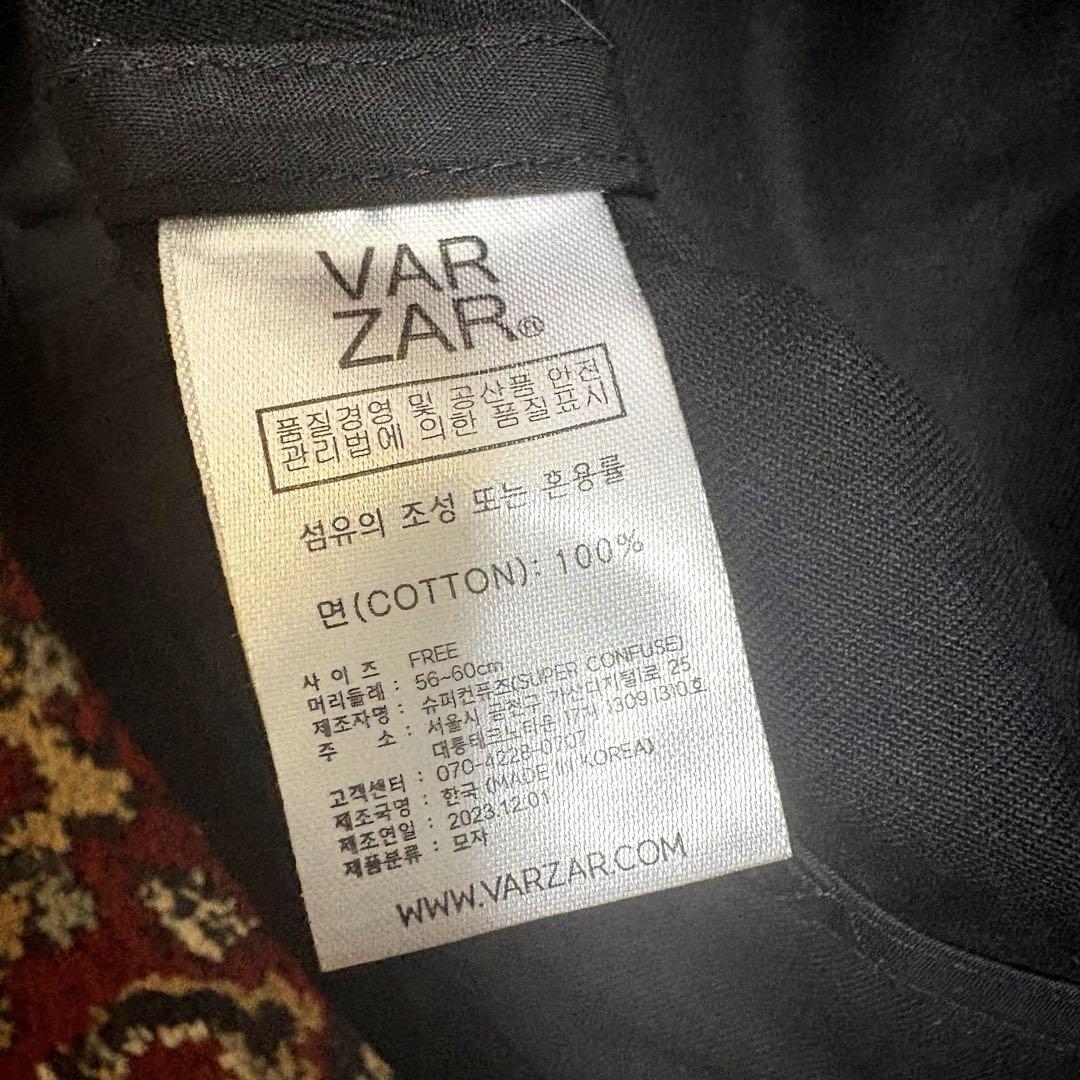 VAR
ZAR®
품질경영 및 공산품 안전
관리법에 의한 품질표시
섬유의 조성 또는 혼용률
면(COTTON): 100%
사 이 즈 FREE
머리둘레 : 56~60cm
제조자명 : 슈퍼컨퓨즈(SUPER CONFUSE)
주 소 : 서울시 금천구 가산디지털1로 25
대륭테크노타운 17차 1309,1310호
고객센터 : 070-4228-0707
제조국명 : 한국 (MADE IN KOREA)
제조연일 : 2023.12.01
제품분류 : 모자
WWW.VARZAR.COM